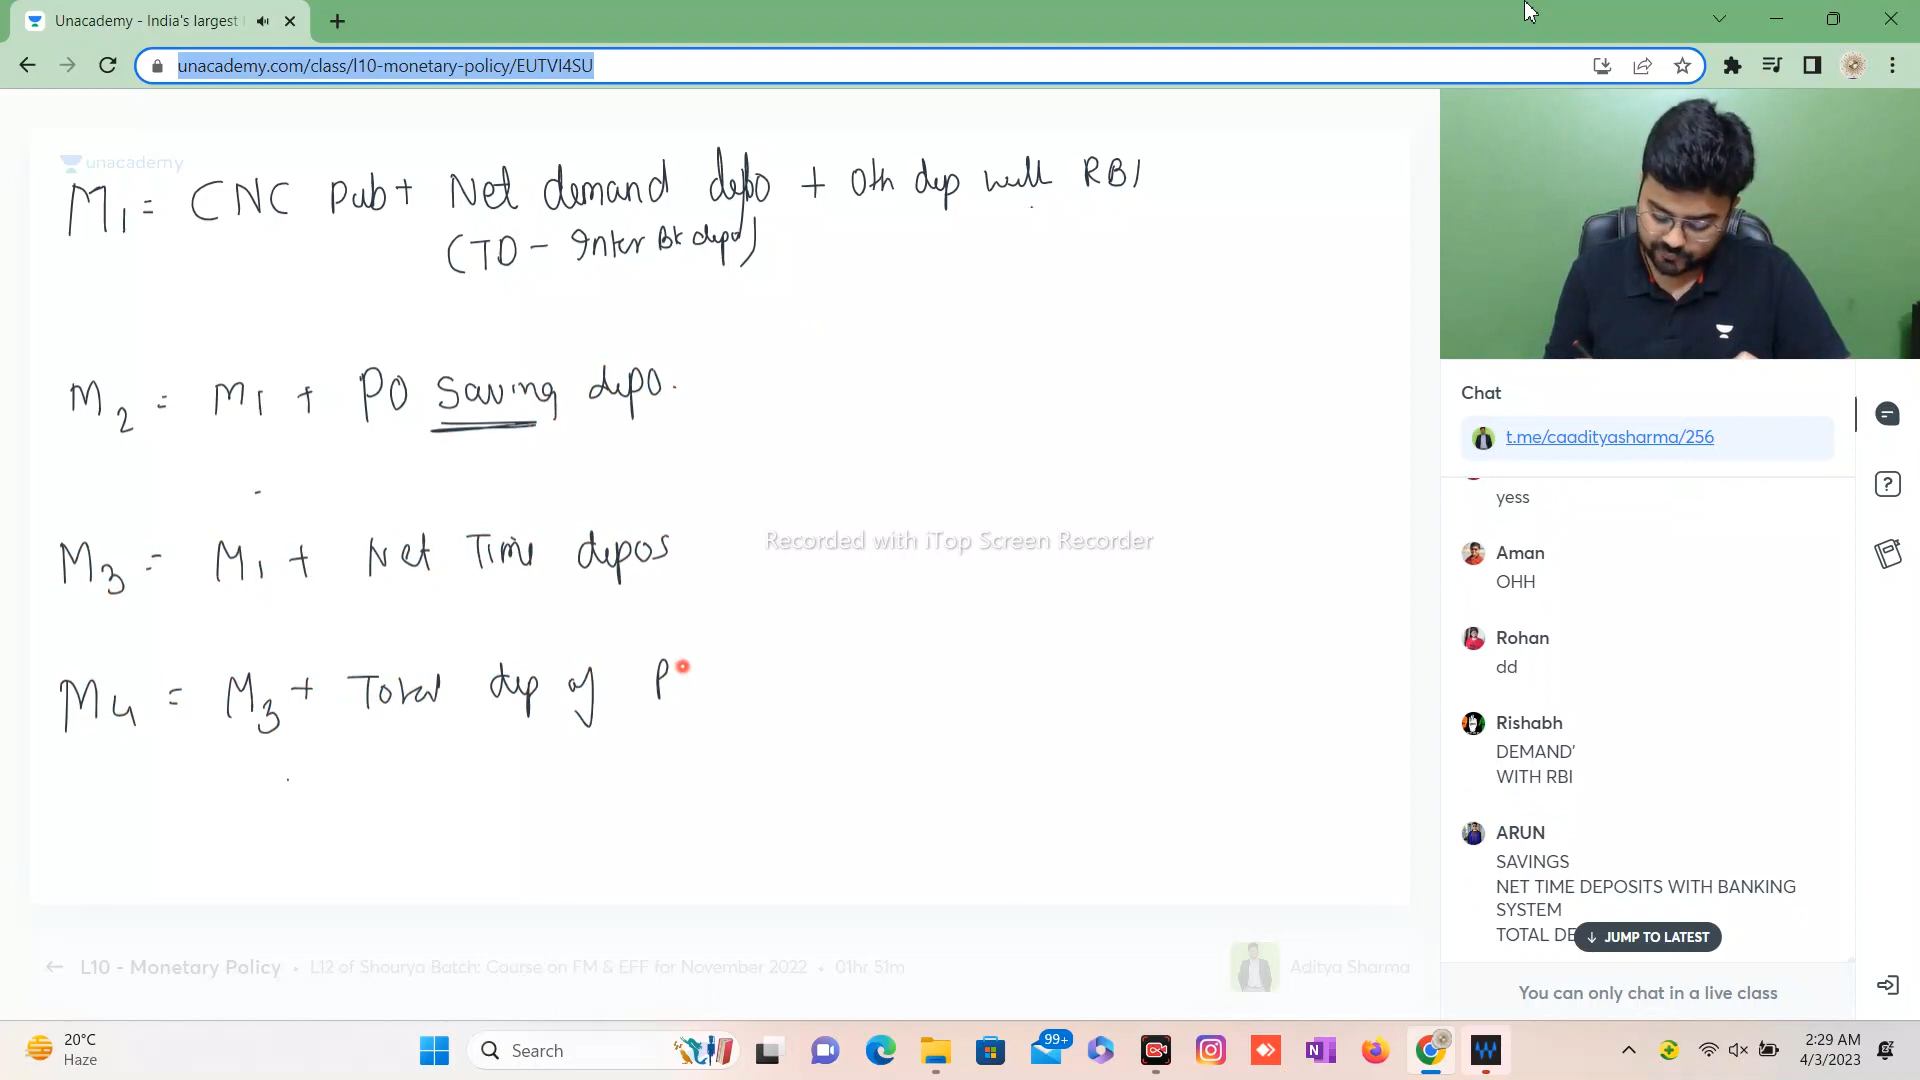 Unacademy - India's largest
unacademy.com/class/l10-monetary-policy/EUTVI4SU
unacademy
M1 = CNC Pub + Net demand depo + Oth dep with RBI
(TD - Inter Bk depo)
M2 = M1 + PO Saving depo.
M3 = M1 + Net Time depos
M4 = M3 + Total dep of P
Recorded with iTop Screen Recorder
L10 - Monetary Policy • L12 of Shourya Batch: Course on FM & EFF for November 2022 • 01hr 51m
Aditya Sharma
Chat
t.me/caadityasharma/256
yess
Aman
OHH
Rohan
dd
Rishabh
DEMAND'
WITH RBI
ARUN
SAVINGS
NET TIME DEPOSITS WITH BANKING
SYSTEM
TOTAL DE
↓ JUMP TO LATEST
You can only chat in a live class
20°C
Haze
Search
99+
2:29 AM
4/3/2023